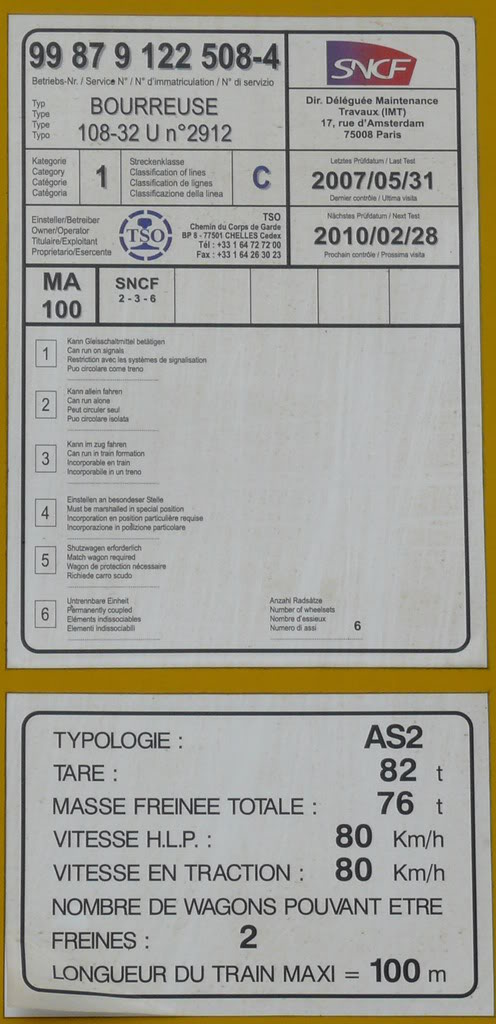 99 87 9 122 508-4
Betriebs-Nr. / Service N° / N° d'immatriculation / N° di servizio
Typ
Type
Type
Typo
BOURREUSE
108-32 U n°2912
SNCF
Dir. Déléguée Maintenance
Travaux (IMT)
17, rue d'Amsterdam
75008 Paris
Kategorie
Category
Catégorie
Catégoria
1
Streckenklasse
Classification of lines
Classification de lignes
Classificazione della linea
C
Letztes Prüfdatum / Last Test
2007/05/31
Dernier contrôle / Ultima visita
Einsteller/Betreiber
Owner/Operator
Titulaire/Exploitant
Proprietario/Esercente
TSO
TSO
Chemin du Corps de Garde
BP 8 - 77501 CHELLES Cedex
Tél : +33 1 64 72 72 00
Fax : +33 1 64 26 30 23
Nächstes Prüfdatum / Next Test
2010/02/28
Prochain contrôle / Prossima visita
MA
100
SNCF
2 - 3 - 6
1
Kann Gleisschaltmittel betätigen
Can run on signals
Restriction avec les systèmes de signalisation
Puo circolare come treno
2
Kann allein fahren
Can run alone
Peut circuler seul
Puo circolare isolata
3
Kann im zug fahren
Can run in train formation
Incorporable en train
Incorporabile in un treno
4
Einstellen an besondeser Stelle
Must be marshalled in special position
Incorporation en position particulière requise
Incorporazione in polizione particolare
5
Shutzwagen erforderlich
Match wagon required
Wagon de protection nécessaire
Richiede carro scudo
6
Untrennbare Einheit
Permanently coupled
Eléments indissociables
Elementi indissociabili
Anzahl Radsätze
Number of wheelsets
Nombre d'essieux
Numero di assi 6
TYPOLOGIE : AS2
TARE : 82 t
MASSE FREINEE TOTALE : 76 t
VITESSE H.L.P. : 80 Km/h
VITESSE EN TRACTION : 80 Km/h
NOMBRE DE WAGONS POUVANT ETRE
FREINES : 2
LONGUEUR DU TRAIN MAXI = 100 m